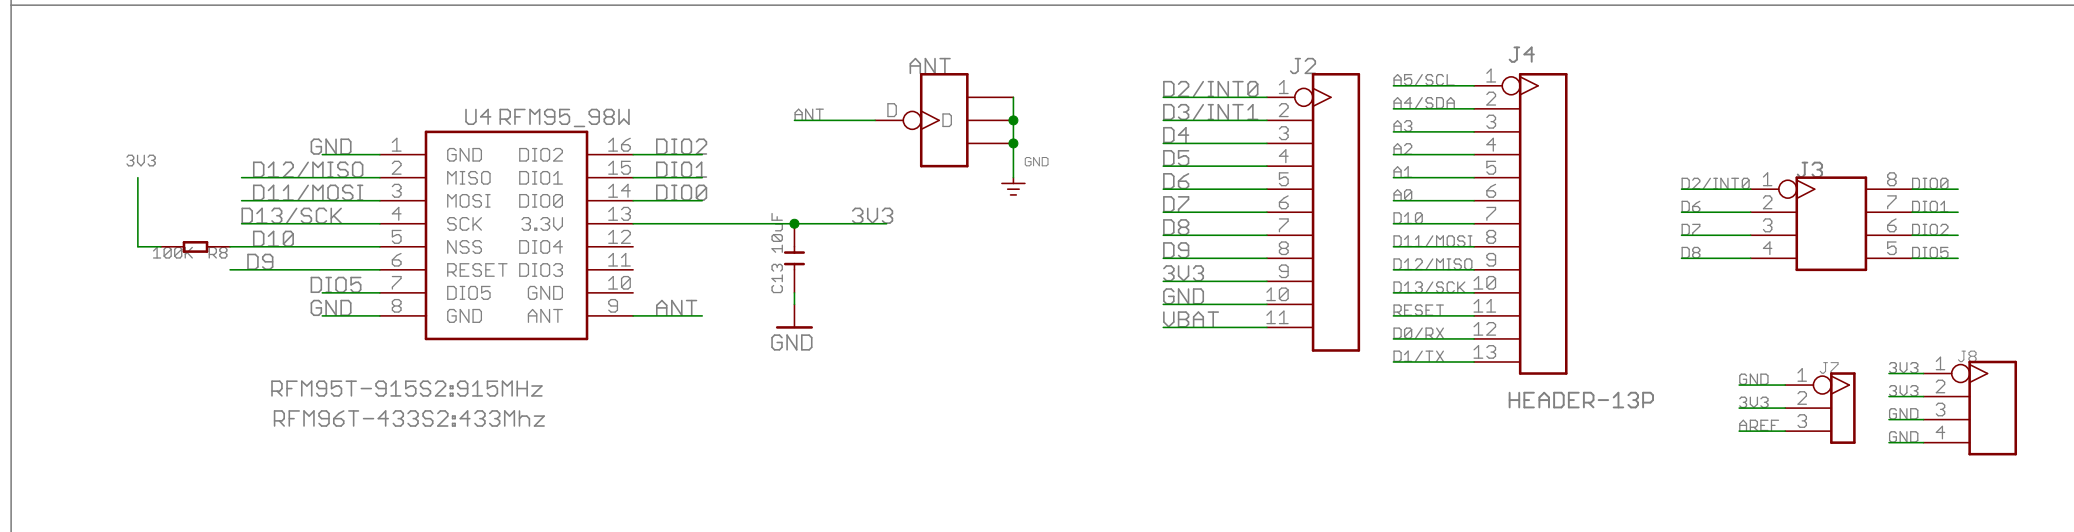 U4 RFM95_98W
3V3
100K R8
GND 1 GND DIO2 16 DIO2
D12/MISO 2 MISO DIO1 15 DIO1
D11/MOSI 3 MOSI DIO0 14 DIO0
D13/SCK 4 SCK 3.3V 13 3V3
D10 5 NSS DIO4 12
D9 6 RESET DIO3 11
DIO5 7 DIO5 GND 10
GND 8 GND ANT 9 ANT
C13 10uF
GND
RFM95T-915S2:915MHz
RFM96T-433S2:433Mhz
ANT
ANT D D
GND
J2
D2/INT0 1
D3/INT1 2
D4 3
D5 4
D6 5
D7 6
D8 7
D9 8
3V3 9
GND 10
VBAT 11
J4
A5/SCL 1
A4/SDA 2
A3 3
A2 4
A1 5
A0 6
D10 7
D11/MOSI 8
D12/MISO 9
D13/SCK 10
RESET 11
D0/RX 12
D1/TX 13
HEADER-13P
J3
D2/INT0 1 8 DIO0
D6 2 7 DIO1
D7 3 6 DIO2
D8 4 5 DIO5
J7
GND 1
3V3 2
AREF 3
J8
3V3 1
3V3 2
GND 3
GND 4